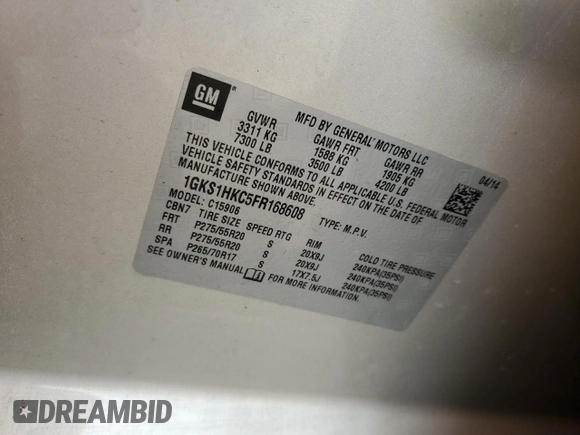 GM ®
MFD BY GENERAL MOTORS LLC 04/14
GVWR GAWR FRT GAWR RR
3311 KG 1588 KG 1905 KG
7300 LB 3500 LB 4200 LB
THIS VEHICLE CONFORMS TO ALL APPLICABLE U.S. FEDERAL MOTOR
VEHICLE SAFETY STANDARDS IN EFFECT ON THE DATE OF
MANUFACTURE SHOWN ABOVE.
1GKS1HKC5FR168608 TYPE: M.P.V.
MODEL: C15906
CBN7 TIRE SIZE SPEED RTG RIM COLD TIRE PRESSURE
FRT P275/55R20 S 20X9J 240KPA(35PSI)
RR P275/55R20 S 20X9J 240KPA(35PSI)
SPA P265/70R17 S 17X7.5J 240KPA(35PSI)
SEE OWNER'S MANUAL FOR MORE INFORMATION.
DREAMBID